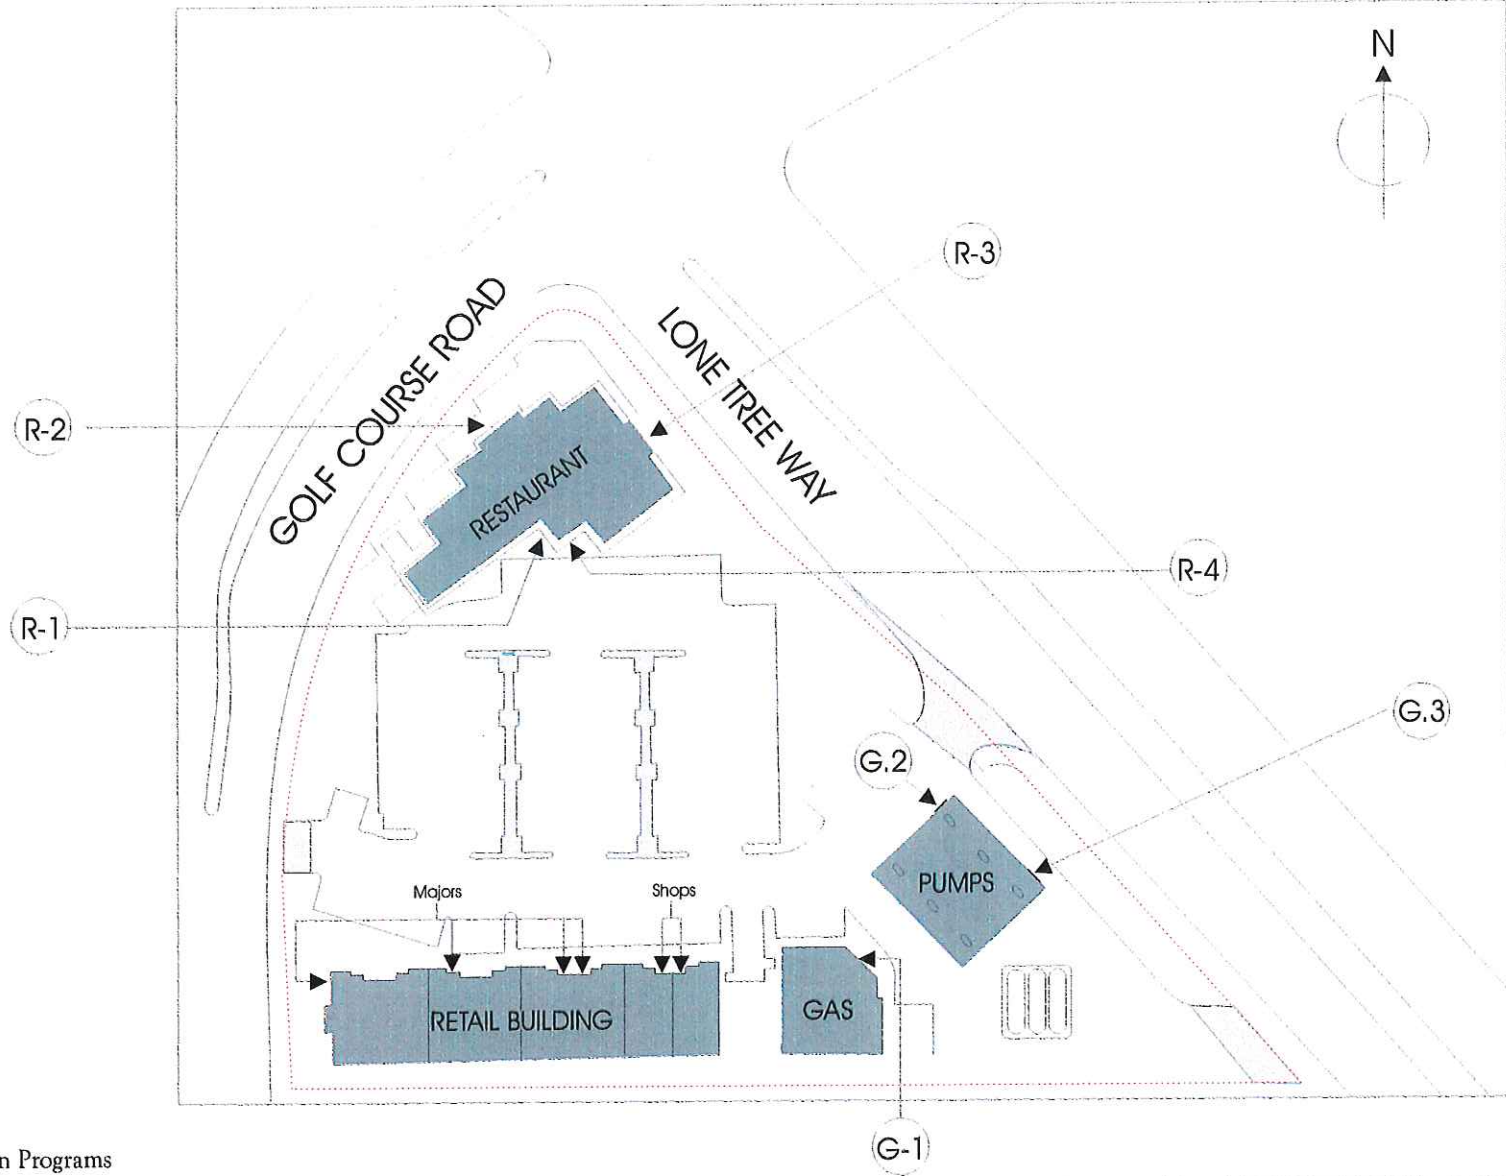 N
R-3
GOLF COURSE ROAD
LONE TREE WAY
R-2
RESTAURANT
R-4
R-1
G.3
G.2
PUMPS
Majors
Shops
RETAIL BUILDING
GAS
G-1
n Programs